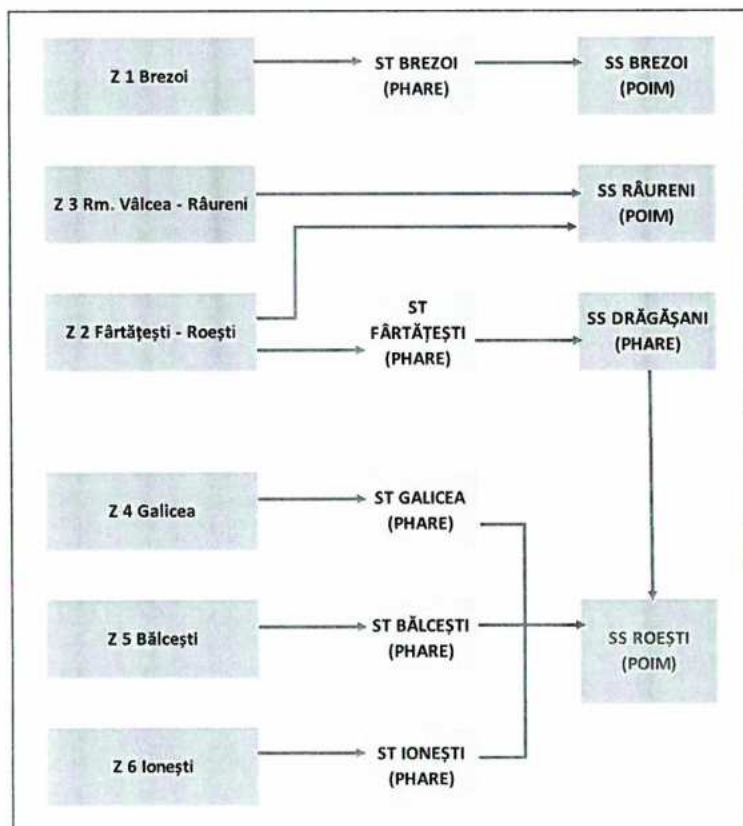 Z 1 Brezoi
ST BREZOI
(PHARE)
SS BREZOI
(POIM)
Z 3 Rm. Vâlcea - Râureni
SS RÂURENI
(POIM)
Z 2 Fârtățești - Roești
ST
FÂRTĂȚEȘTI
(PHARE)
SS DRĂGĂȘANI
(PHARE)
Z 4 Galicea
ST GALICEA
(PHARE)
Z 5 Bălcești
ST BĂLCEȘTI
(PHARE)
SS ROEȘTI
(POIM)
Z 6 Ionești
ST IONEȘTI
(PHARE)